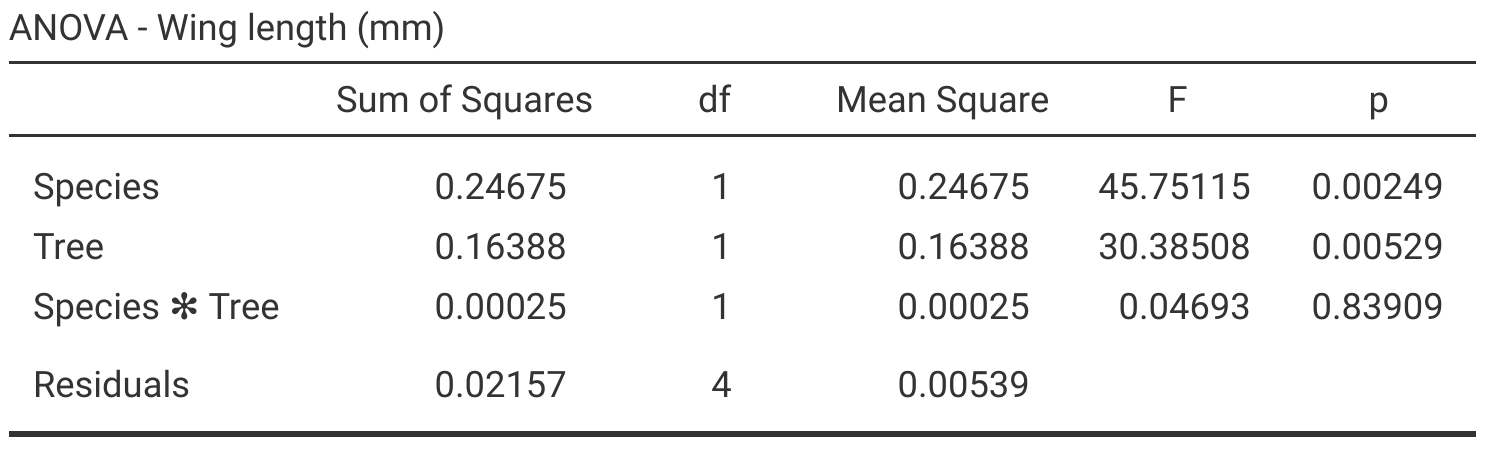 ANOVA - Wing length (mm)
Sum of Squares df Mean Square F p
Species 0.24675 1 0.24675 45.75115 0.00249
Tree 0.16388 1 0.16388 30.38508 0.00529
Species ✻ Tree 0.00025 1 0.00025 0.04693 0.83909
Residuals 0.02157 4 0.00539